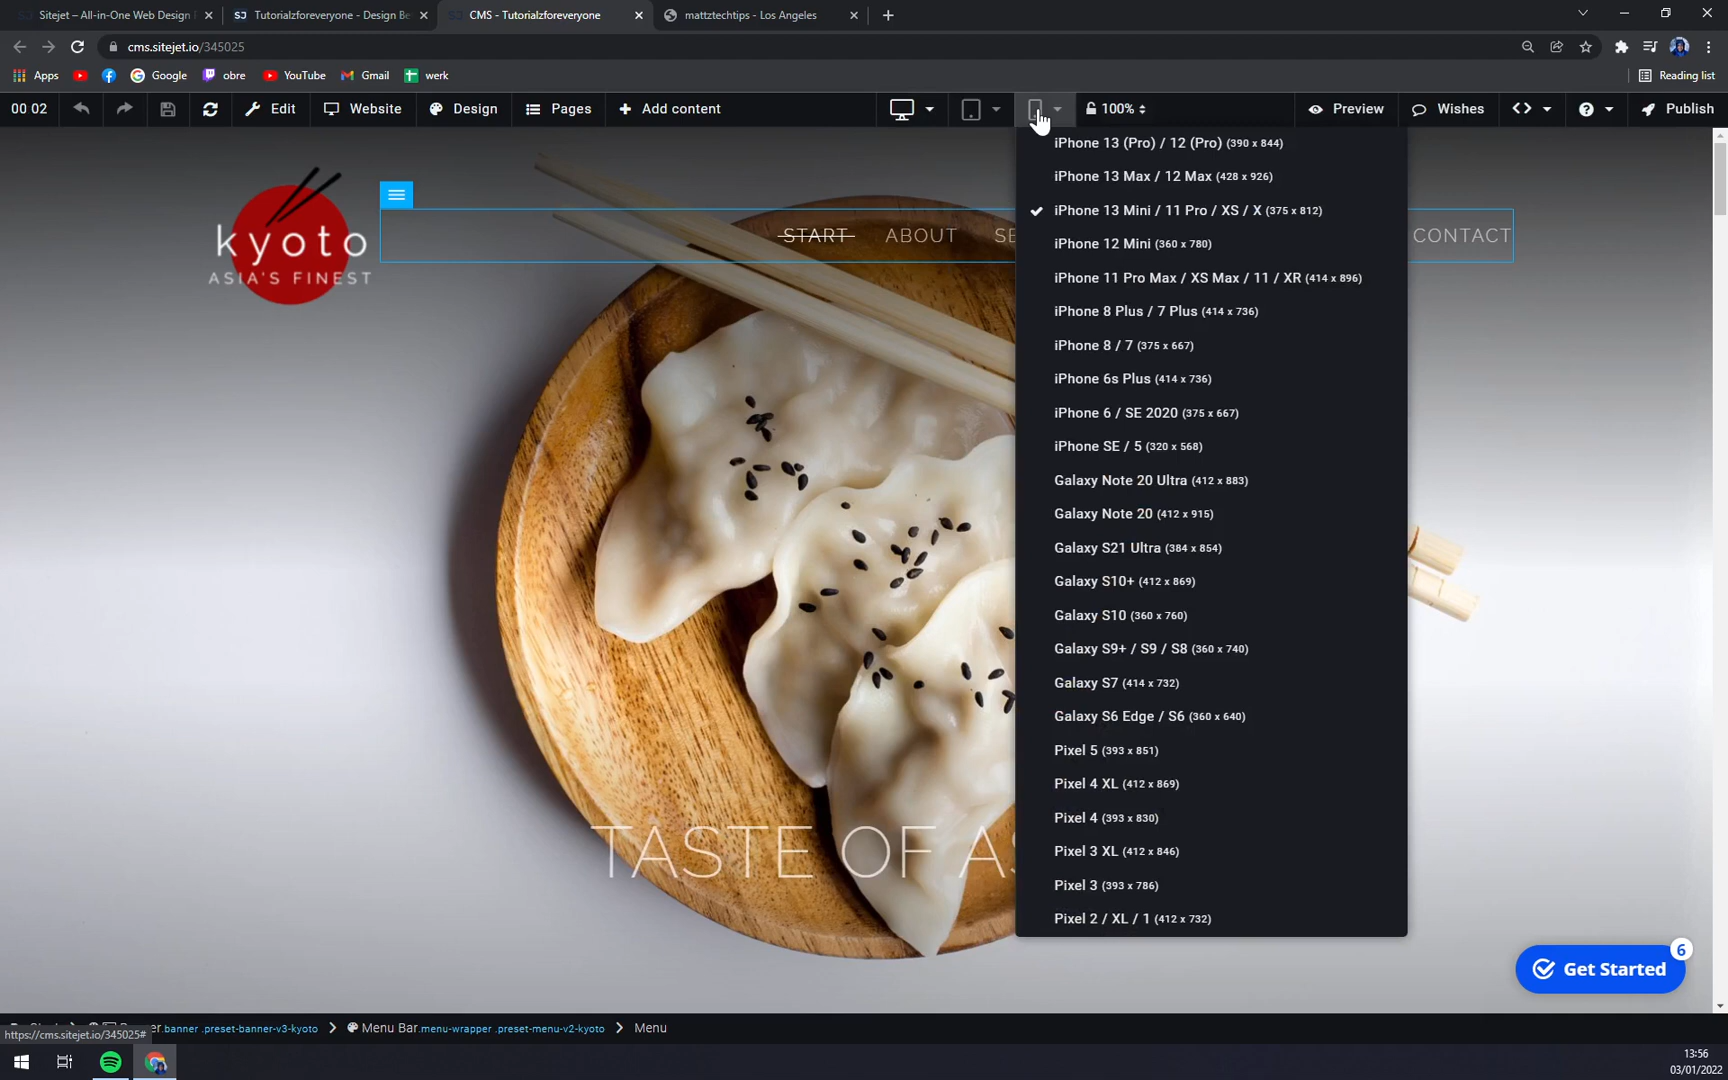 Sitejet – All-in-One Web Design
SJ Tutorialzforeveryone - Design Be
CMS - Tutorialzforeveryone
mattztechtips - Los Angeles
cms.sitejet.io/345025
Apps
Google
obre
YouTube
Gmail
werk
Reading list
00 02
Edit
Website
Design
Pages
Add content
100%
Preview
Wishes
Publish
kyoto
ASIA'S FINEST
START
ABOUT
SE
CONTACT
iPhone 13 (Pro) / 12 (Pro) (390 x 844)
iPhone 13 Max / 12 Max (428 x 926)
iPhone 13 Mini / 11 Pro / XS / X (375 x 812)
iPhone 12 Mini (360 x 780)
iPhone 11 Pro Max / XS Max / 11 / XR (414 x 896)
iPhone 8 Plus / 7 Plus (414 x 736)
iPhone 8 / 7 (375 x 667)
iPhone 6s Plus (414 x 736)
iPhone 6 / SE 2020 (375 x 667)
iPhone SE / 5 (320 x 568)
Galaxy Note 20 Ultra (412 x 883)
Galaxy Note 20 (412 x 915)
Galaxy S21 Ultra (384 x 854)
Galaxy S10+ (412 x 869)
Galaxy S10 (360 x 760)
Galaxy S9+ / S9 / S8 (360 x 740)
Galaxy S7 (414 x 732)
Galaxy S6 Edge / S6 (360 x 640)
Pixel 5 (393 x 851)
Pixel 4 XL (412 x 869)
Pixel 4 (393 x 830)
Pixel 3 XL (412 x 846)
Pixel 3 (393 x 786)
Pixel 2 / XL / 1 (412 x 732)
TASTE OF AS
6
Get Started
.banner .preset-banner-v3-kyoto
Menu Bar.menu-wrapper .preset-menu-v2-kyoto
Menu
https://cms.sitejet.io/345025#
13:56
03/01/2022